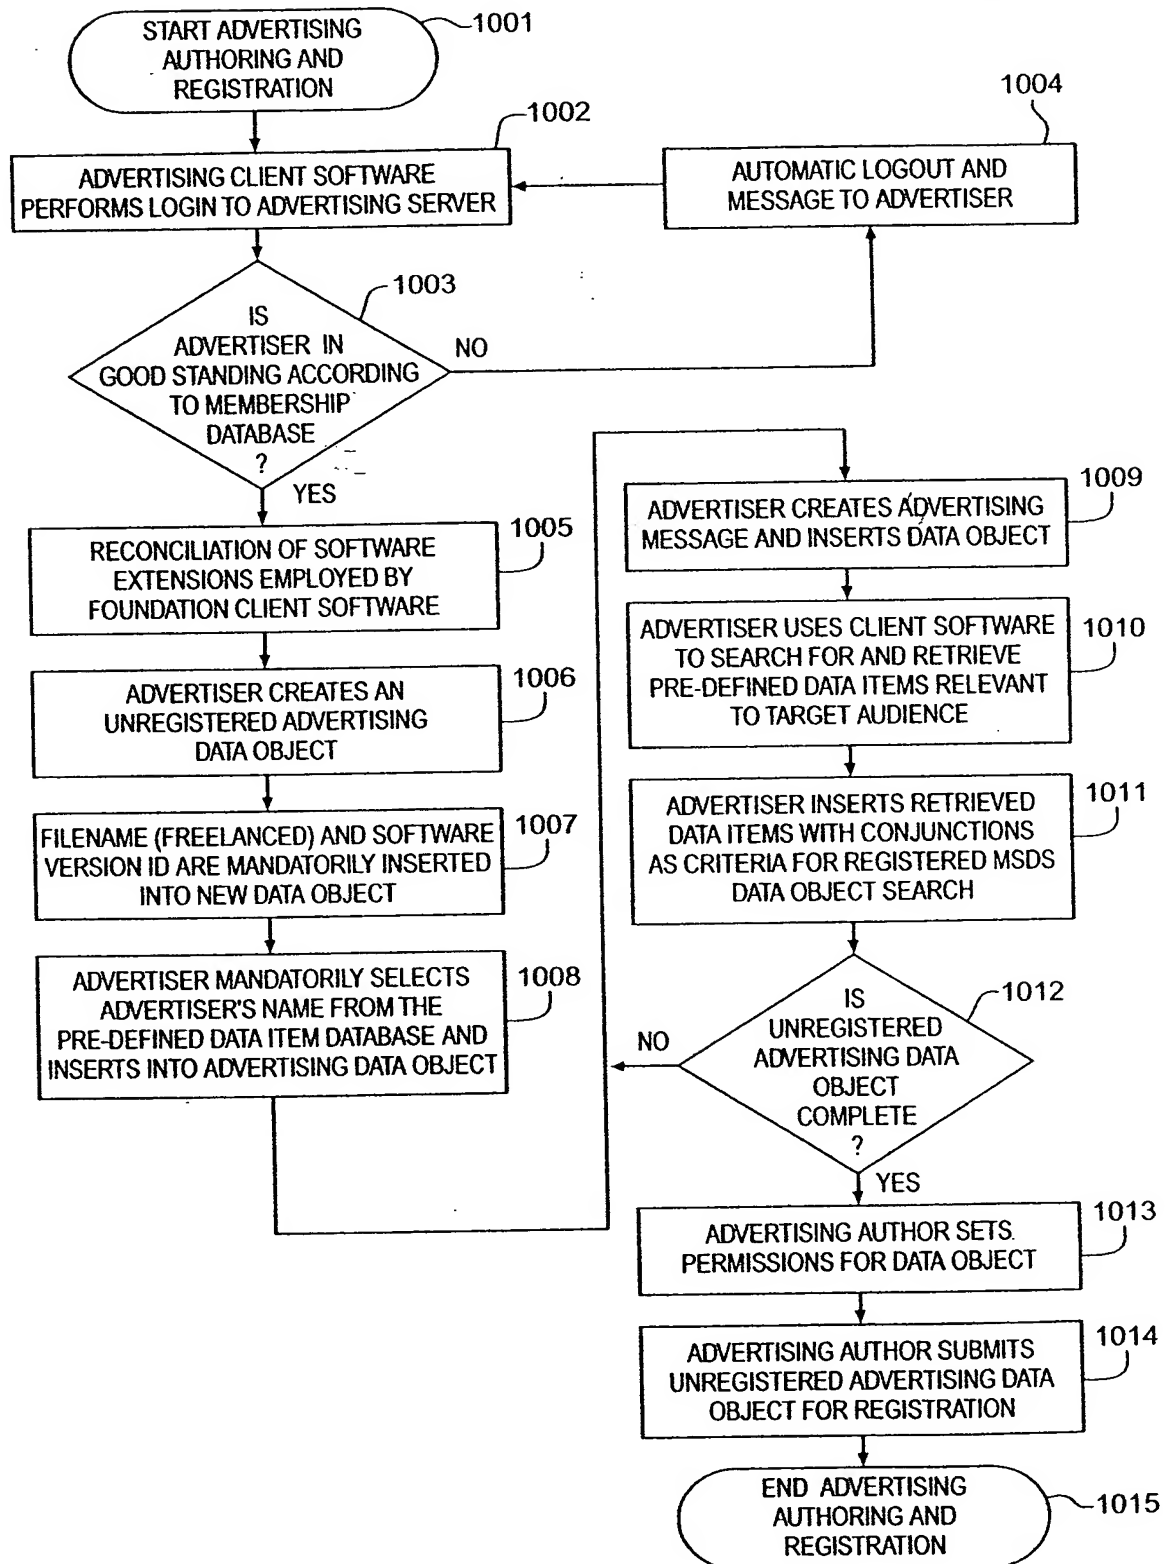 START ADVERTISING
AUTHORING AND
REGISTRATION
1001
ADVERTISING CLIENT SOFTWARE
PERFORMS LOGIN TO ADVERTISING SERVER
1002
IS
ADVERTISER IN
GOOD STANDING ACCORDING
TO MEMBERSHIP
DATABASE
?
1003
NO
YES
AUTOMATIC LOGOUT AND
MESSAGE TO ADVERTISER
1004
RECONCILIATION OF SOFTWARE
EXTENSIONS EMPLOYED BY
FOUNDATION CLIENT SOFTWARE
1005
ADVERTISER CREATES AN
UNREGISTERED ADVERTISING
DATA OBJECT
1006
FILENAME (FREELANCED) AND SOFTWARE
VERSION ID ARE MANDATORILY INSERTED
INTO NEW DATA OBJECT
1007
ADVERTISER MANDATORILY SELECTS
ADVERTISER'S NAME FROM THE
PRE-DEFINED DATA ITEM DATABASE AND
INSERTS INTO ADVERTISING DATA OBJECT
1008
ADVERTISER CREATES ADVERTISING
MESSAGE AND INSERTS DATA OBJECT
1009
ADVERTISER USES CLIENT SOFTWARE
TO SEARCH FOR AND RETRIEVE
PRE-DEFINED DATA ITEMS RELEVANT
TO TARGET AUDIENCE
1010
ADVERTISER INSERTS RETRIEVED
DATA ITEMS WITH CONJUNCTIONS
AS CRITERIA FOR REGISTERED MSDS
DATA OBJECT SEARCH
1011
IS
UNREGISTERED
ADVERTISING DATA
OBJECT
COMPLETE
?
1012
NO
YES
ADVERTISING AUTHOR SETS.
PERMISSIONS FOR DATA OBJECT
1013
ADVERTISING AUTHOR SUBMITS
UNREGISTERED ADVERTISING DATA
OBJECT FOR REGISTRATION
1014
END ADVERTISING
AUTHORING AND
REGISTRATION
1015